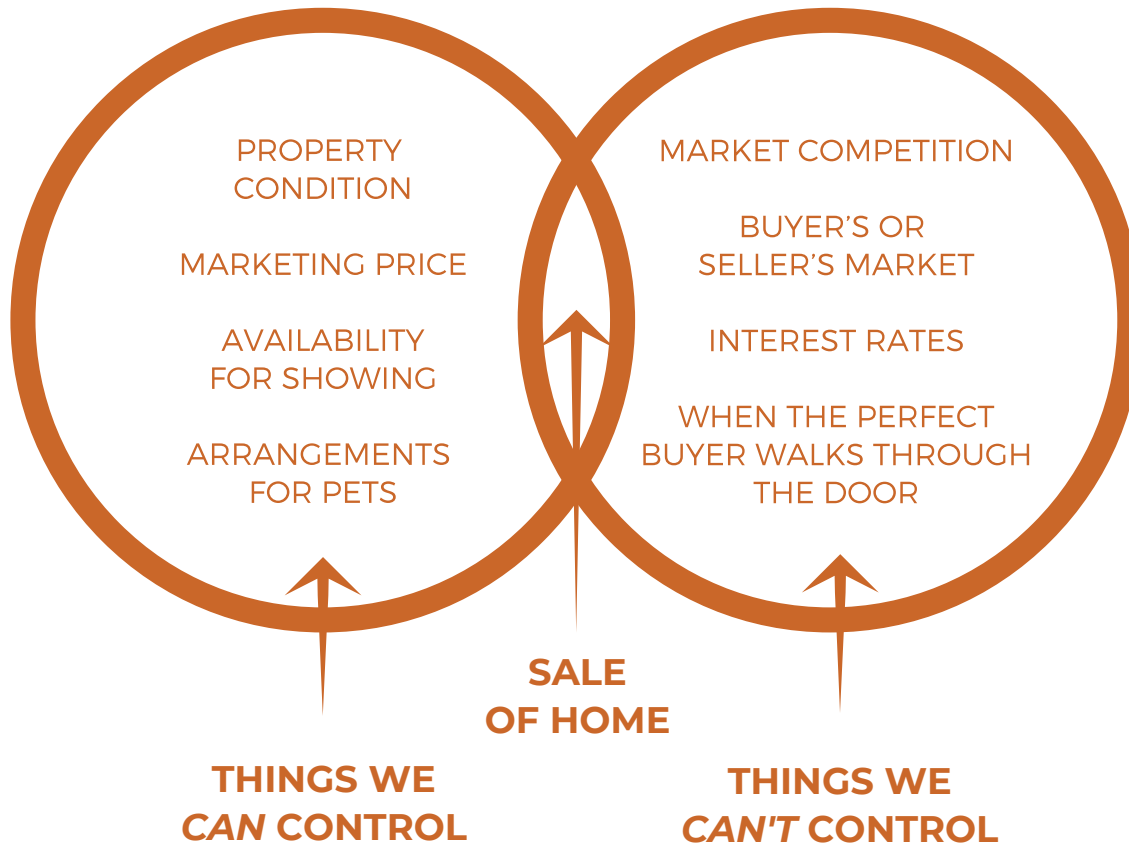 PROPERTY
CONDITION
MARKETING PRICE
AVAILABILITY
FOR SHOWING
ARRANGEMENTS
FOR PETS
MARKET COMPETITION
BUYER'S OR
SELLER'S MARKET
INTEREST RATES
WHEN THE PERFECT
BUYER WALKS THROUGH
THE DOOR
SALE
OF HOME
THINGS WE
CAN CONTROL
THINGS WE
CAN'T CONTROL